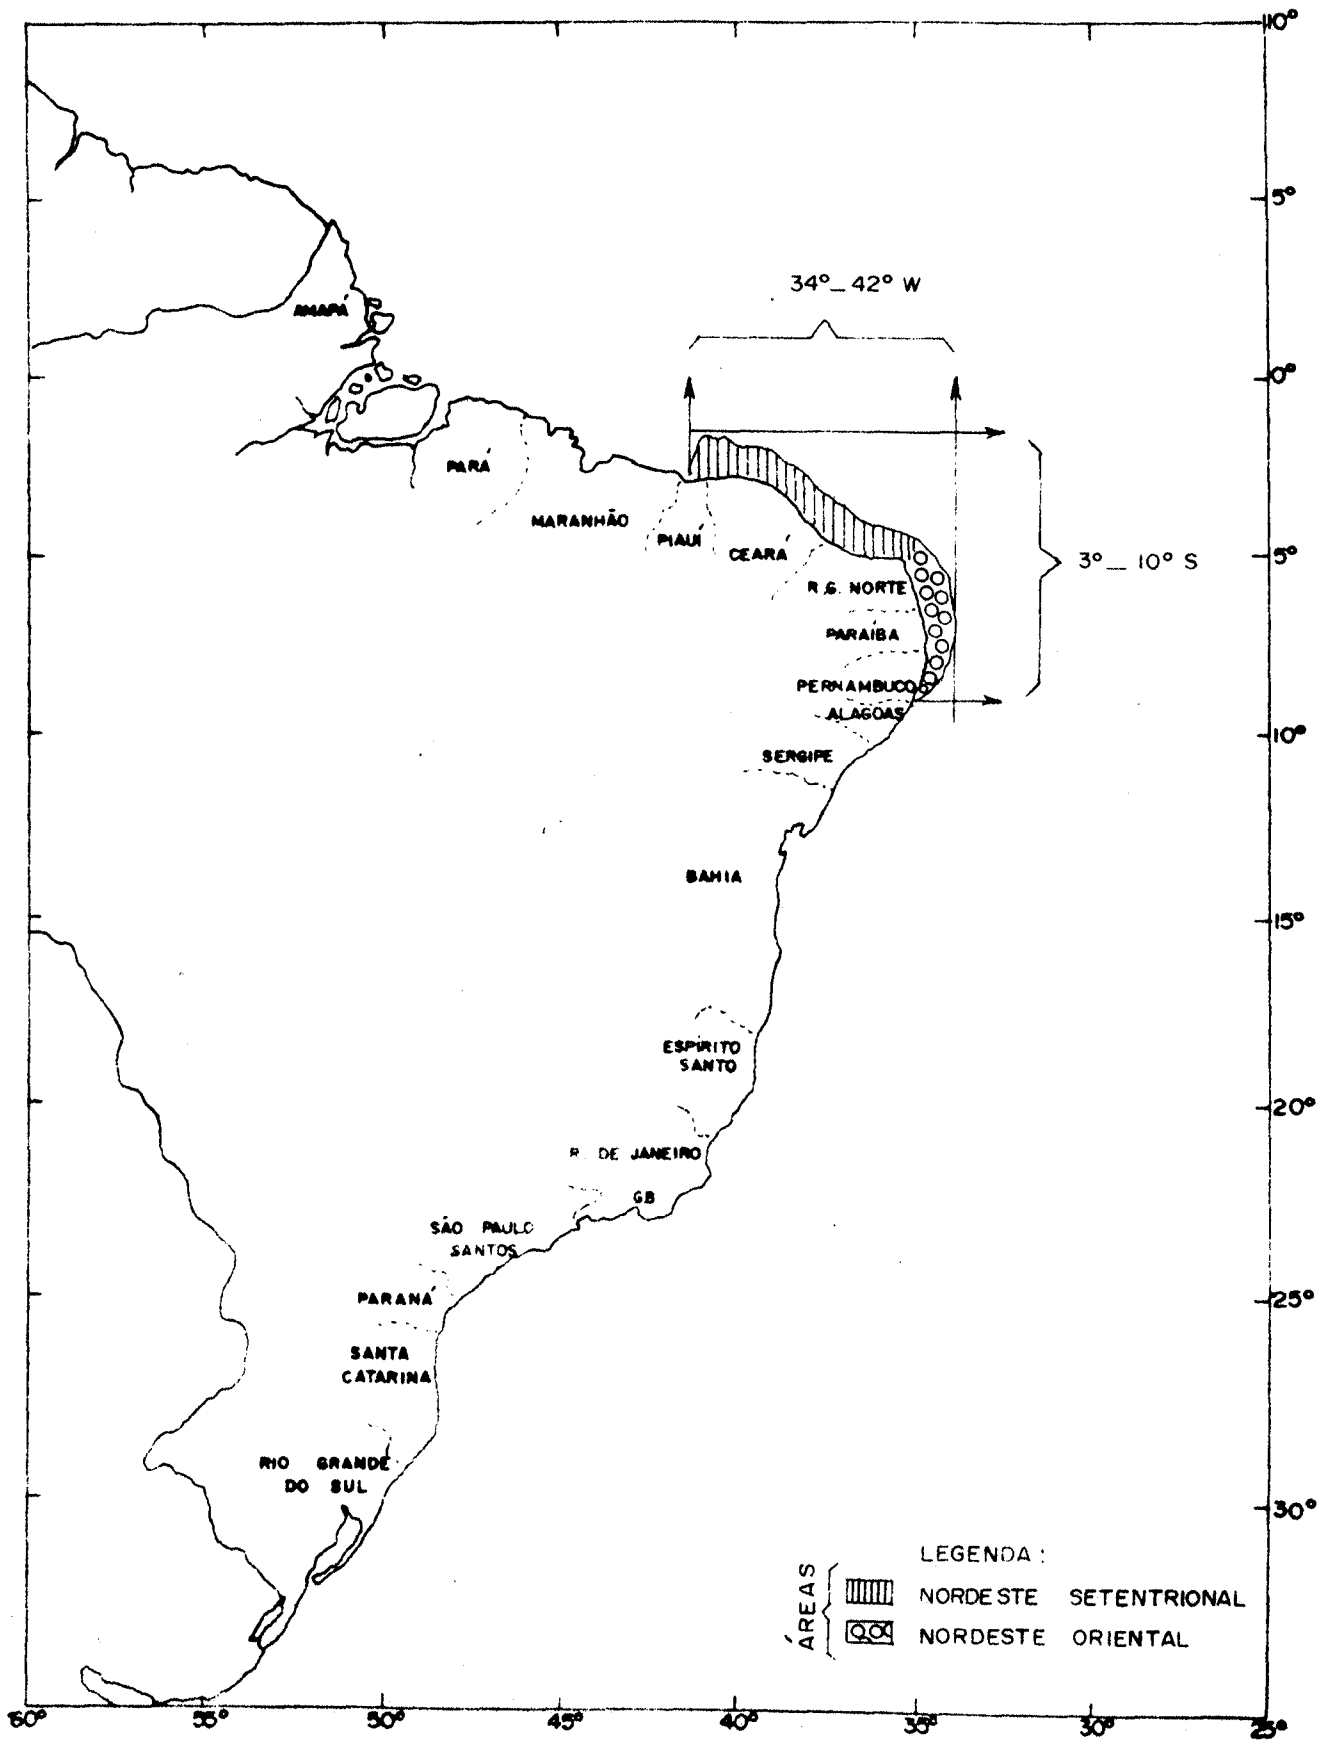 10°
5°
34°_ 42° W
AMAPÁ
0°
PARÁ
MARANHÃO
PIAUÍ
CEARÁ
5°
3°_ 10° S
R.G. NORTE
PARAÍBA
PERNAMBUCO
ALAGOAS
10°
SERGIPE
BAHIA
15°
ESPÍRITO
SANTO
20°
R. DE JANEIRO
GB
SÃO PAULO
SANTOS
25°
PARANÁ
SANTA
CATARINA
RIO GRANDE
DO SUL
30°
LEGENDA :
ÁREAS
NORDESTE SETENTRIONAL
NORDESTE ORIENTAL
60° 55° 50° 45° 40° 35° 30° 25°